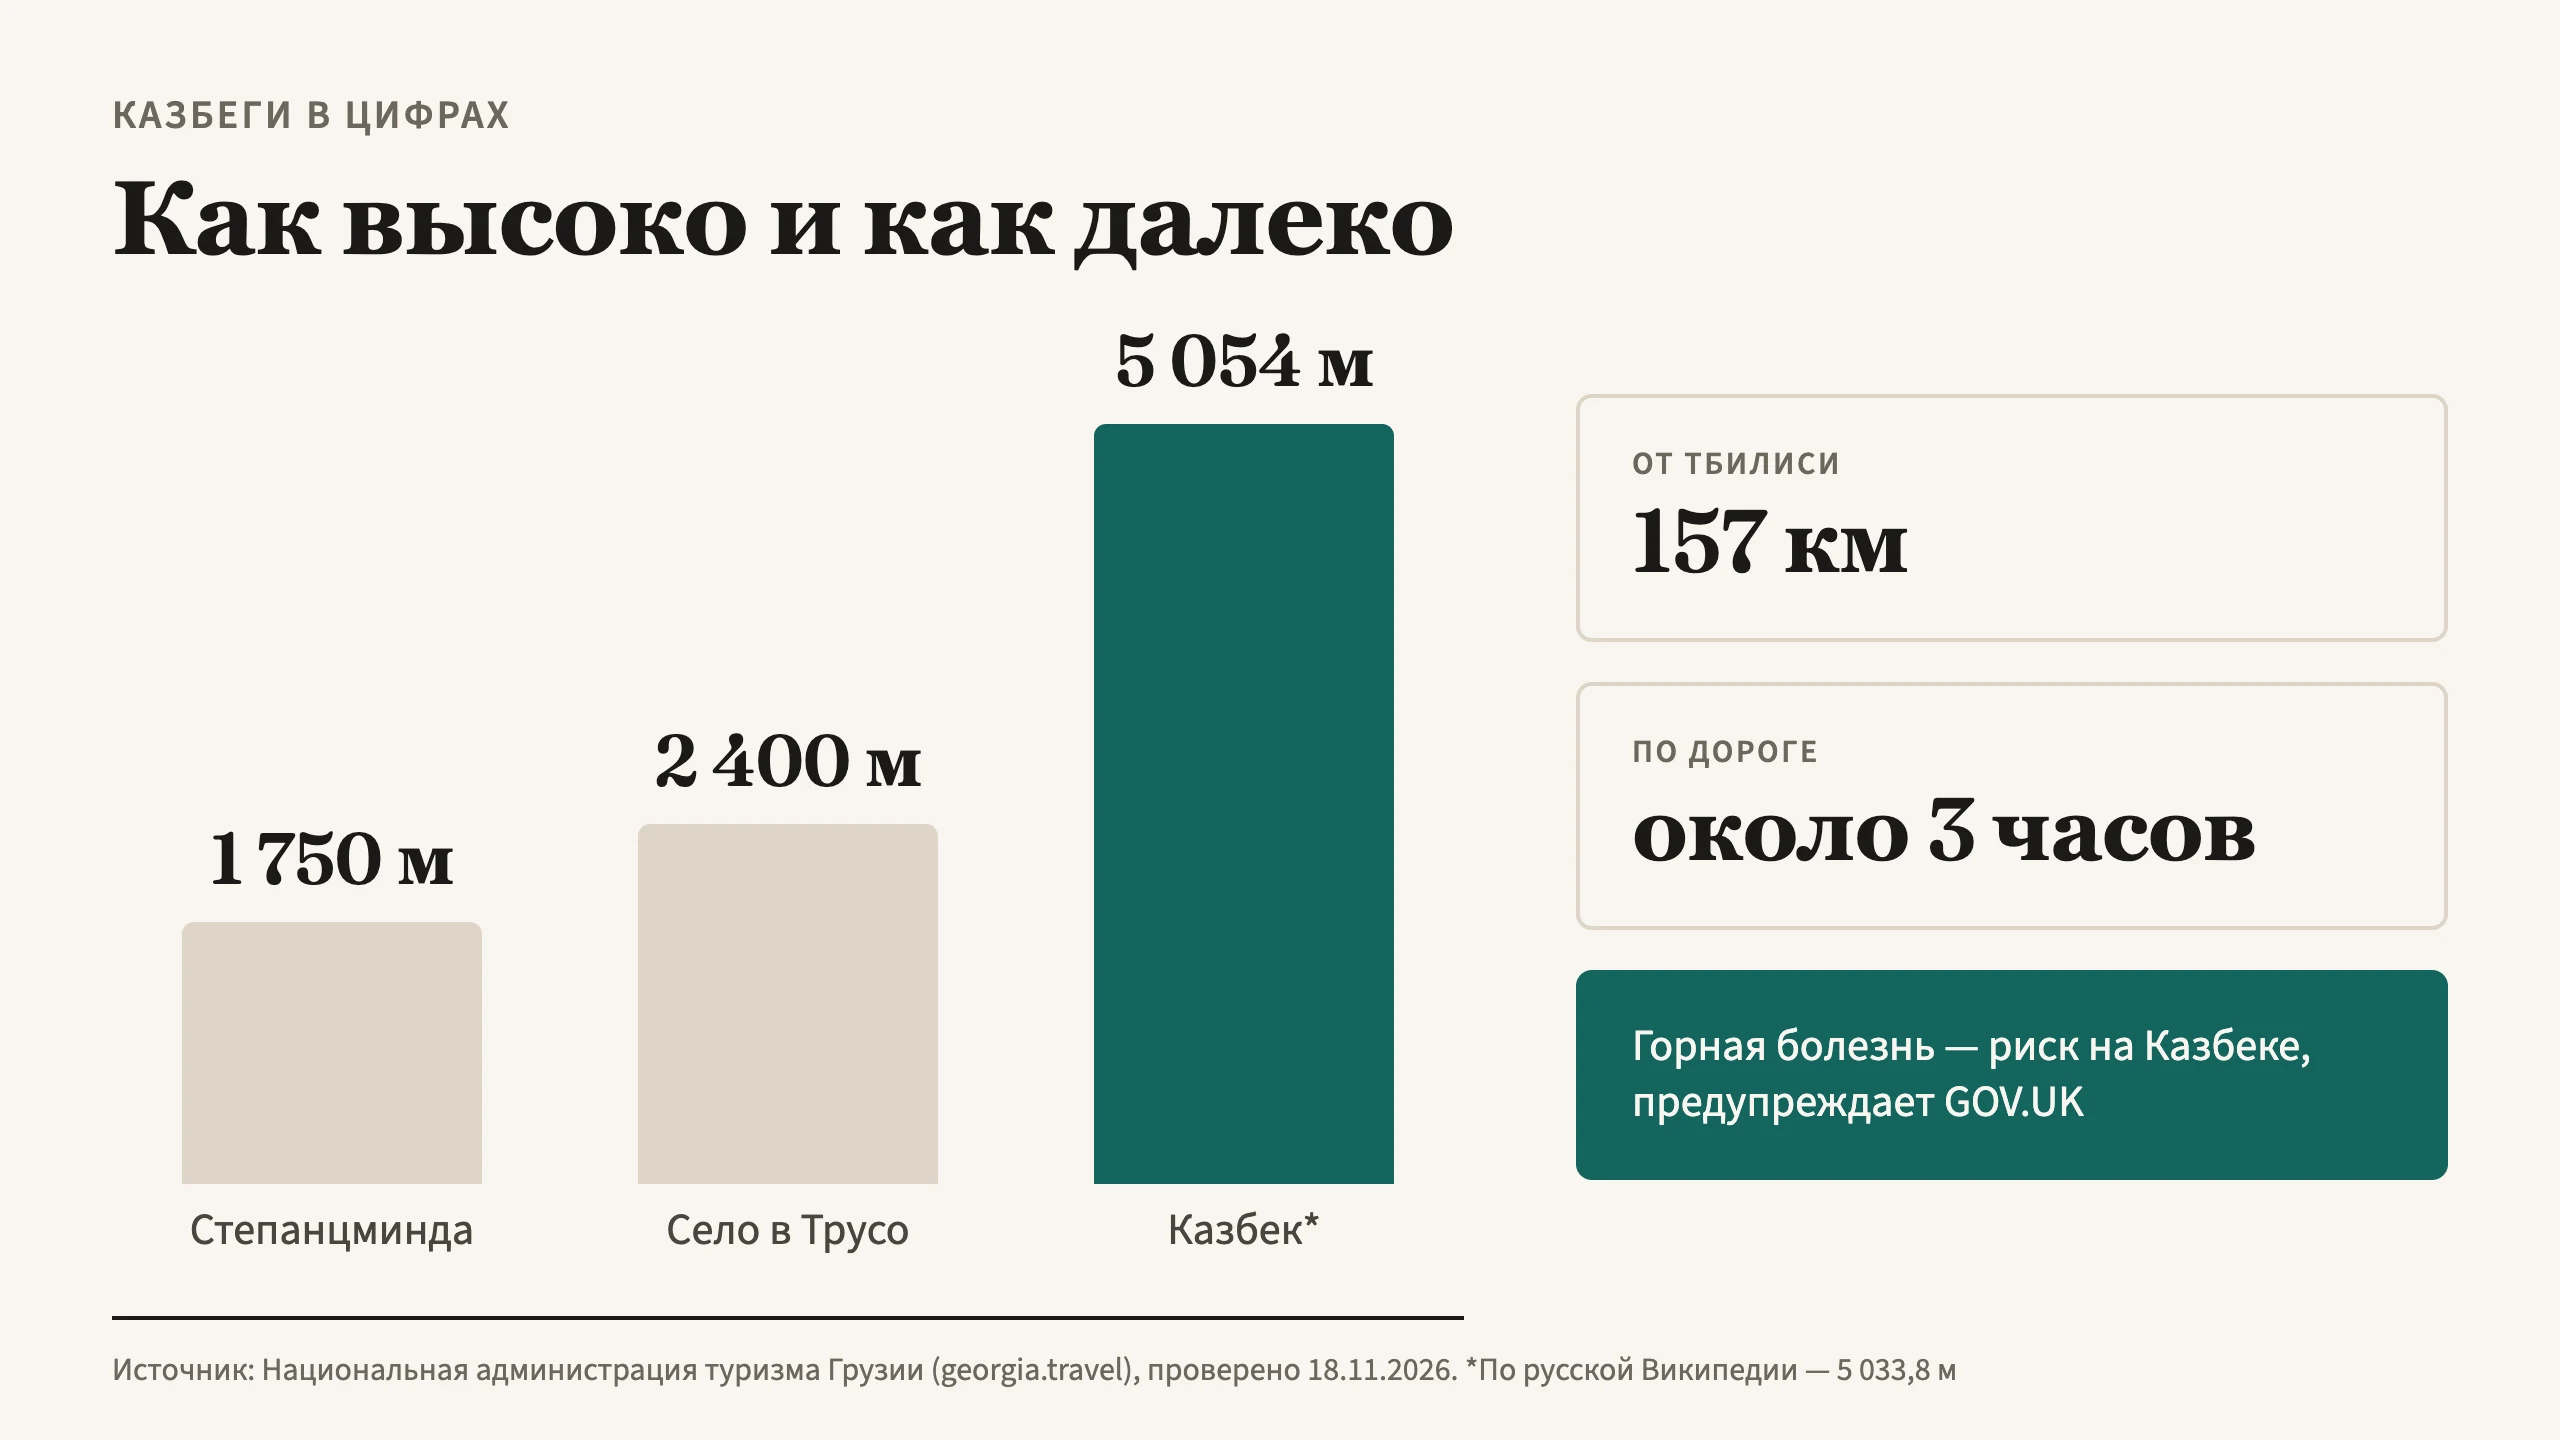 КАЗБЕГИ В ЦИФРАХ
Как высоко и как далеко
1 750 м
Степанцминда
2 400 м
Село в Трусо
5 054 м
Казбек*
ОТ ТБИЛИСИ
157 км
ПО ДОРОГЕ
около 3 часов
Горная болезнь — риск на Казбеке,
предупреждает GOV.UK
Источник: Национальная администрация туризма Грузии (georgia.travel), проверено 18.11.2026. *По русской Википедии — 5 033,8 м